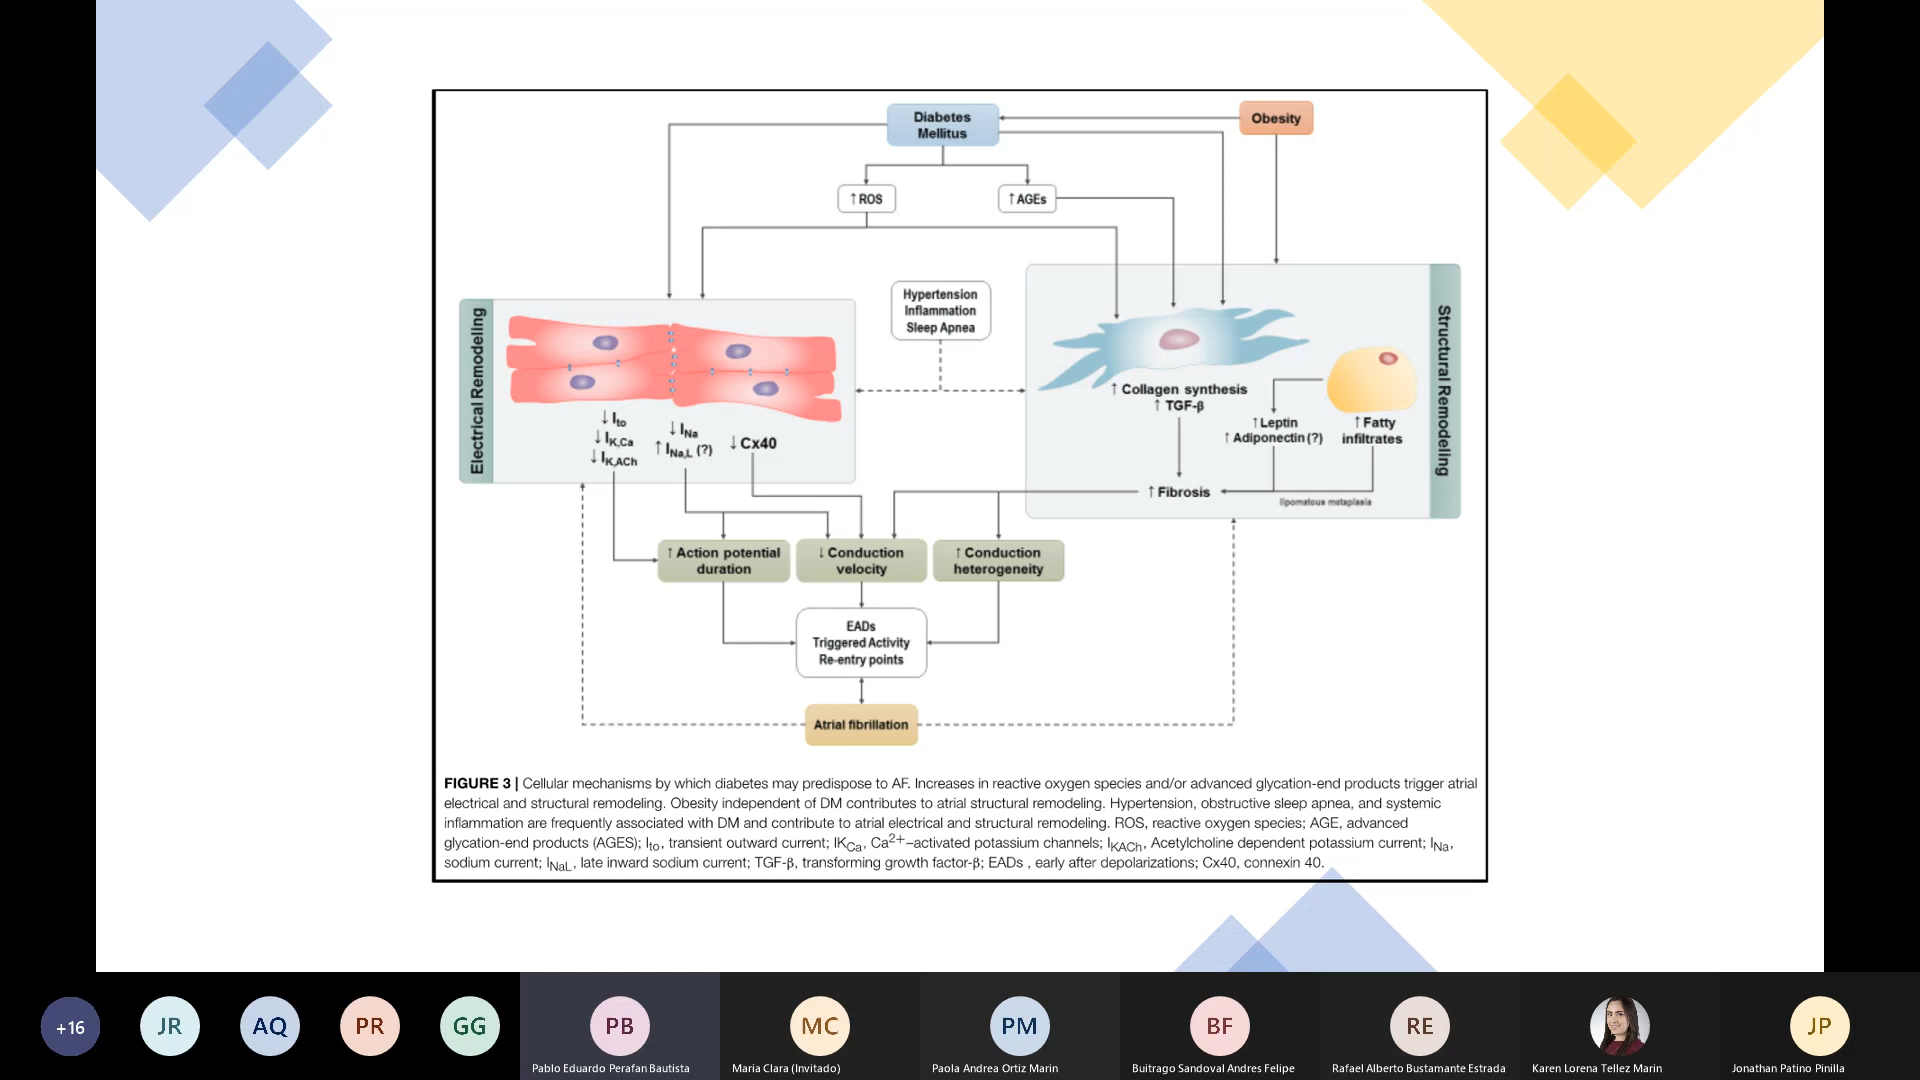 Diabetes
Mellitus
Obesity
↑ROS
↑AGEs
Hypertension
Inflammation
Sleep Apnea
Electrical Remodeling
Structural Remodeling
↓Ito
↓IK,Ca
↓IK,ACh
↓INa
↑INa,L (?)
↓Cx40
↑ Collagen synthesis
↑ TGF-β
↑Leptin
↑ Adiponectin (?)
↑ Fatty
infiltrates
↑ Fibrosis
lipomatous metaplasia
↑ Action potential
duration
↓ Conduction
velocity
↑ Conduction
heterogeneity
EADs
Triggered Activity
Re-entry points
Atrial fibrillation
FIGURE 3 | Cellular mechanisms by which diabetes may predispose to AF. Increases in reactive oxygen species and/or advanced glycation-end products trigger atrial
electrical and structural remodeling. Obesity independent of DM contributes to atrial structural remodeling. Hypertension, obstructive sleep apnea, and systemic
inflammation are frequently associated with DM and contribute to atrial electrical and structural remodeling. ROS, reactive oxygen species; AGE, advanced
glycation-end products (AGES); Ito, transient outward current; IKCa, Ca2+–activated potassium channels; IKACh, Acetylcholine dependent potassium current; INa,
sodium current; INaL, late inward sodium current; TGF-β, transforming growth factor-β; EADs , early after depolarizations; Cx40, connexin 40.
+16
JR
AQ
PR
GG
PB
MC
PM
BF
RE
JP
Pablo Eduardo Perafan Bautista
Maria Clara (Invitado)
Paola Andrea Ortiz Marin
Buitrago Sandoval Andres Felipe
Rafael Alberto Bustamante Estrada
Karen Lorena Tellez Marin
Jonathan Patino Pinilla